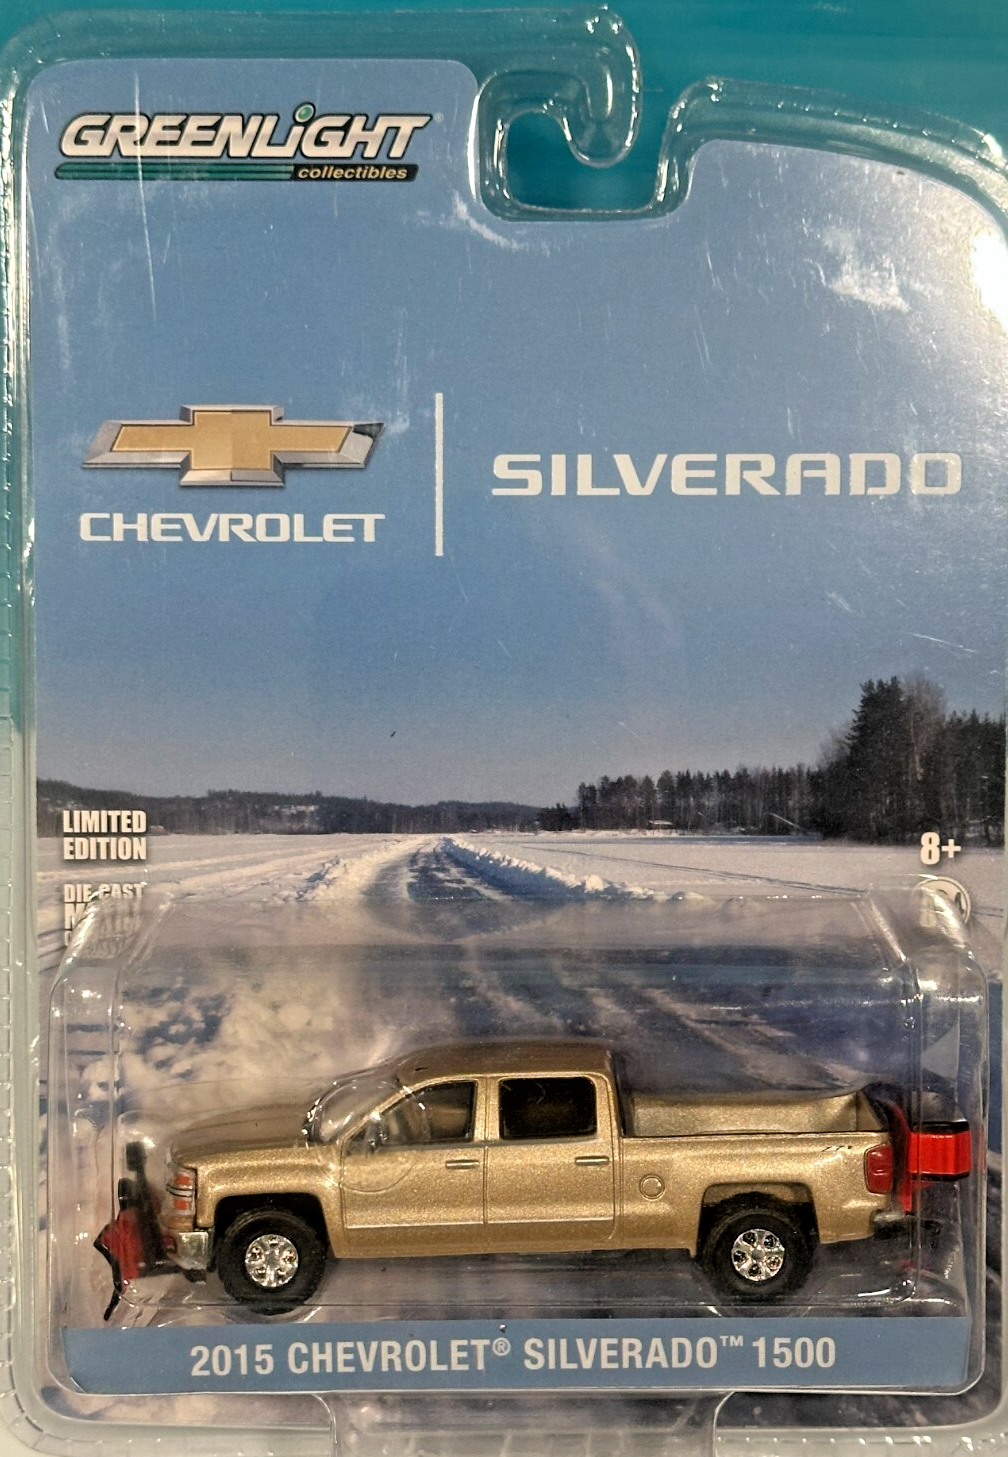 GREENLiGHT
collectibles
CHEVROLET
SILVERADO
LIMITED
EDITION
8+
DIE-CAST
2015 CHEVROLET® SILVERADO™ 1500